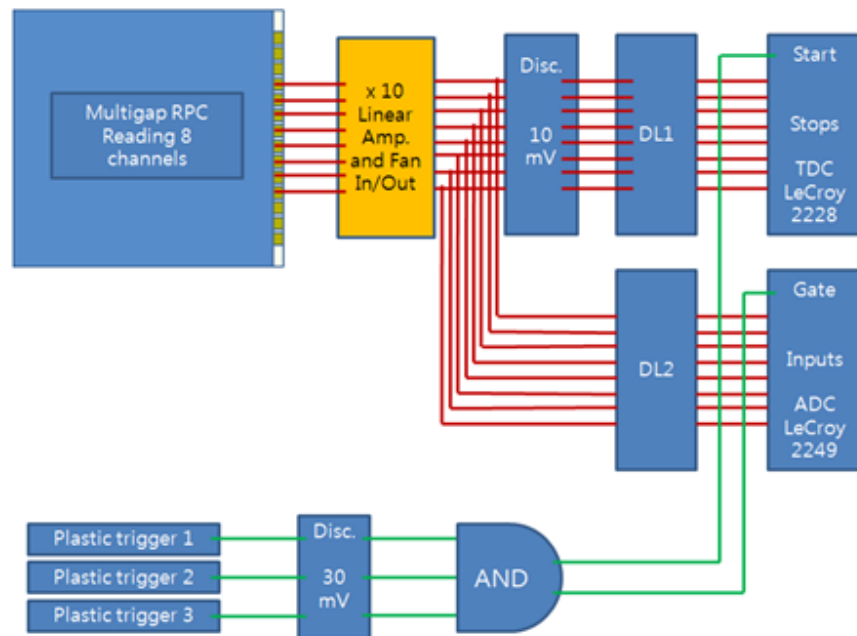 Multigap RPC
Reading 8
channels
x 10
Linear
Amp.
and Fan
In/Out
Disc.
10
mV
DL1
Start
Stops
TDC
LeCroy
2228
DL2
Gate
Inputs
ADC
LeCroy
2249
Plastic trigger 1
Plastic trigger 2
Plastic trigger 3
Disc.
30
mV
AND